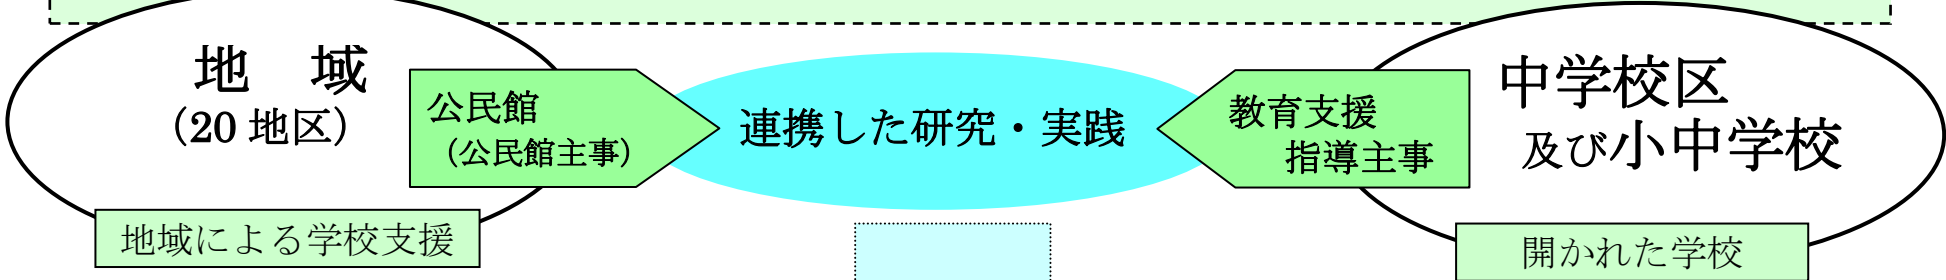 地　域
（20 地区）
公民館
（公民館主事）
連携した研究・実践
教育支援
指導主事
中学校区
及び小中学校
地域による学校支援
開かれた学校